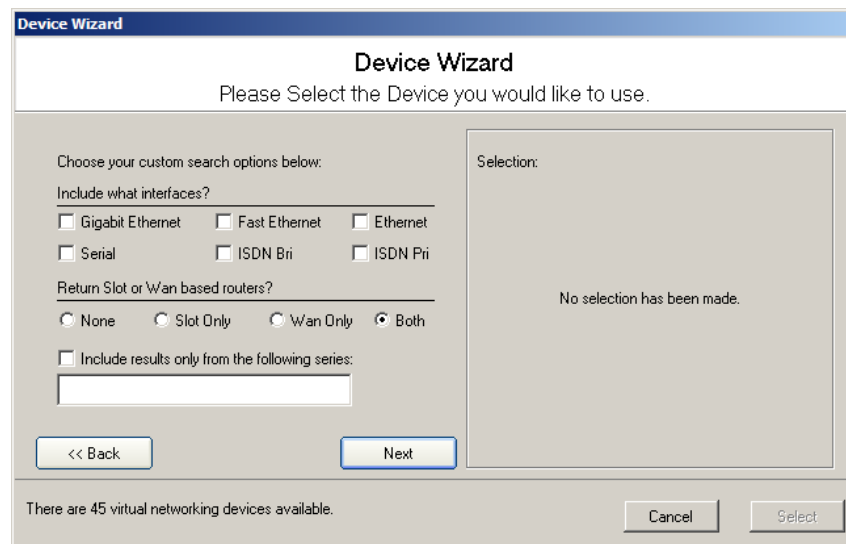 Device Wizard
Device Wizard
Please Select the Device you would like to use.
Choose your custom search options below:
Include what interfaces?
Gigabit Ethernet Fast Ethernet Ethernet
Serial ISDN Bri ISDN Pri
Return Slot or Wan based routers?
None Slot Only Wan Only Both
Include results only from the following series:
<< Back Next
Selection:
No selection has been made.
There are 45 virtual networking devices available.
Cancel Select